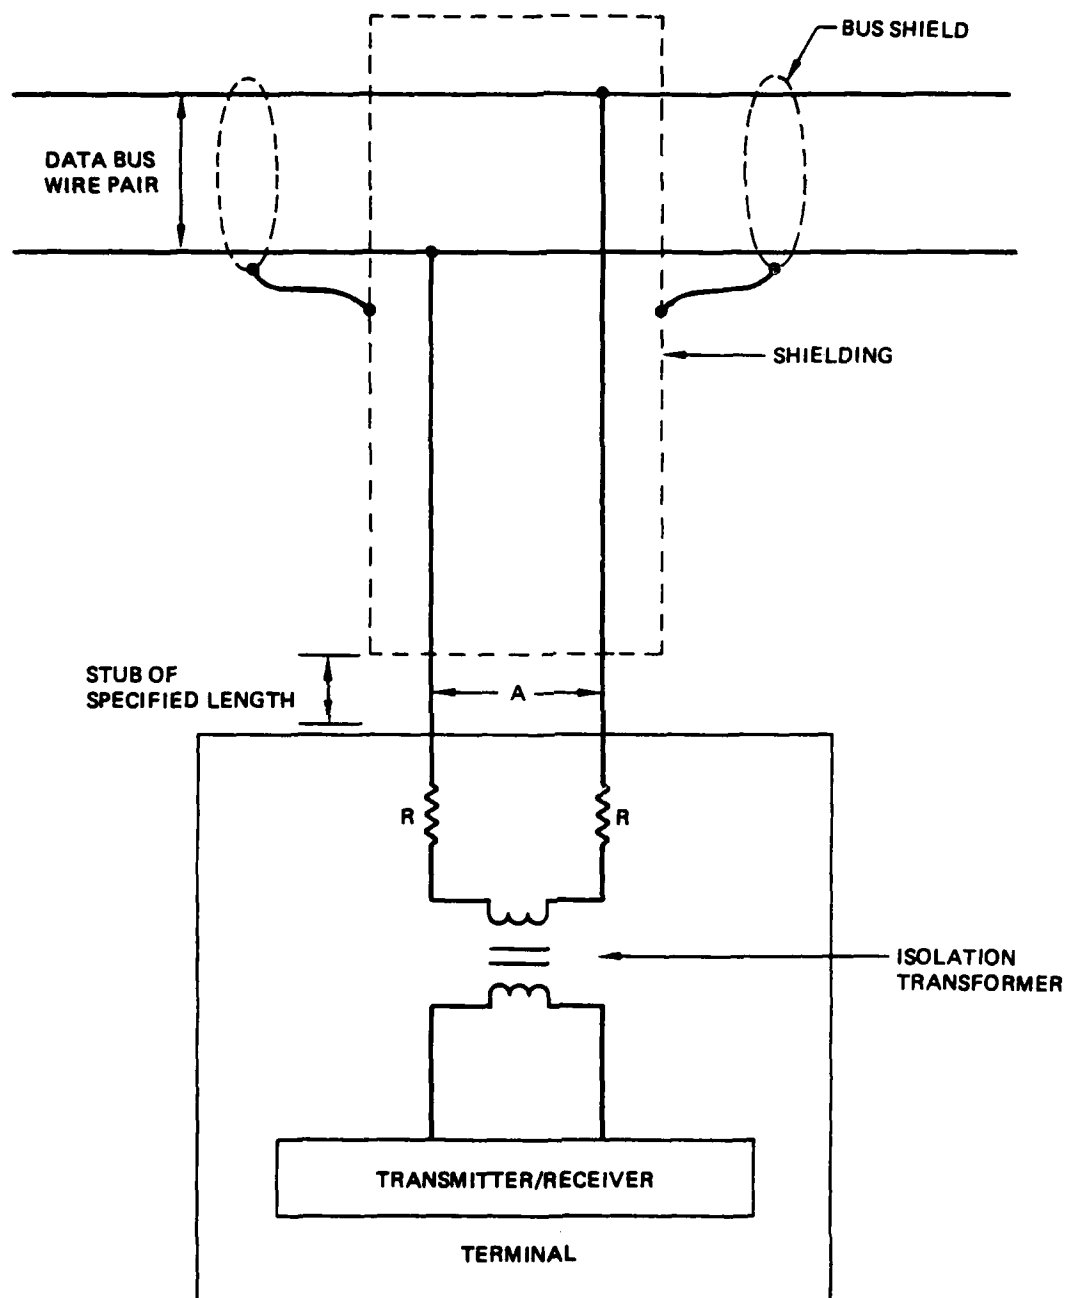 BUS SHIELD
DATA BUS
WIRE PAIR
SHIELDING
STUB OF
SPECIFIED LENGTH
A
R
R
ISOLATION
TRANSFORMER
TRANSMITTER/RECEIVER
TERMINAL